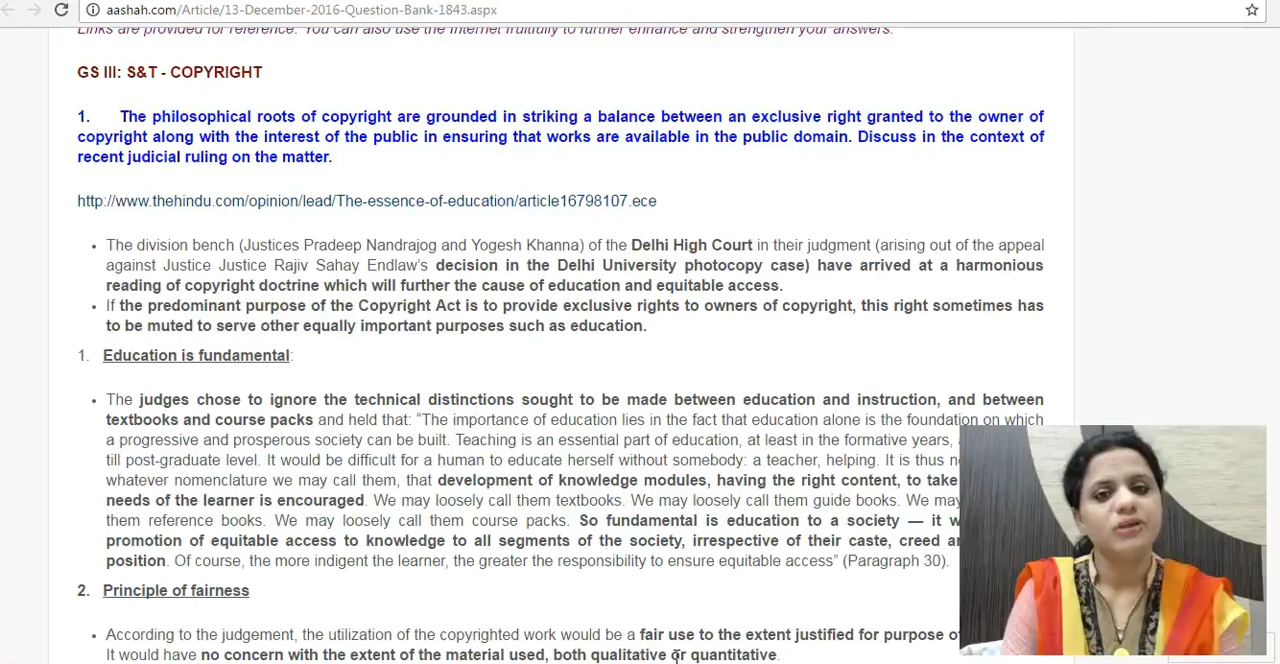 aashah.com/Article/13-December-2016-Question-Bank-1843.aspx
Links are provided for reference. You can also use the Internet fruitfully to further enhance and strengthen your answers.
GS III: S&T - COPYRIGHT
1. The philosophical roots of copyright are grounded in striking a balance between an exclusive right granted to the owner of
copyright along with the interest of the public in ensuring that works are available in the public domain. Discuss in the context of
recent judicial ruling on the matter.
http://www.thehindu.com/opinion/lead/The-essence-of-education/article16798107.ece
• The division bench (Justices Pradeep Nandrajog and Yogesh Khanna) of the Delhi High Court in their judgment (arising out of the appeal
against Justice Justice Rajiv Sahay Endlaw's decision in the Delhi University photocopy case) have arrived at a harmonious
reading of copyright doctrine which will further the cause of education and equitable access.
• If the predominant purpose of the Copyright Act is to provide exclusive rights to owners of copyright, this right sometimes has
to be muted to serve other equally important purposes such as education.
1. Education is fundamental:
• The judges chose to ignore the technical distinctions sought to be made between education and instruction, and between
textbooks and course packs and held that: "The importance of education lies in the fact that education alone is the foundation on which
a progressive and prosperous society can be built. Teaching is an essential part of education, at least in the formative years,
till post-graduate level. It would be difficult for a human to educate herself without somebody: a teacher, helping. It is thus
whatever nomenclature we may call them, that development of knowledge modules, having the right content, to take
needs of the learner is encouraged. We may loosely call them textbooks. We may loosely call them guide books. We may
them reference books. We may loosely call them course packs. So fundamental is education to a society — it
promotion of equitable access to knowledge to all segments of the society, irrespective of their caste, creed
position. Of course, the more indigent the learner, the greater the responsibility to ensure equitable access" (Paragraph 30).
2. Principle of fairness
• According to the judgement, the utilization of the copyrighted work would be a fair use to the extent justified for purpose
It would have no concern with the extent of the material used, both qualitative or quantitative.